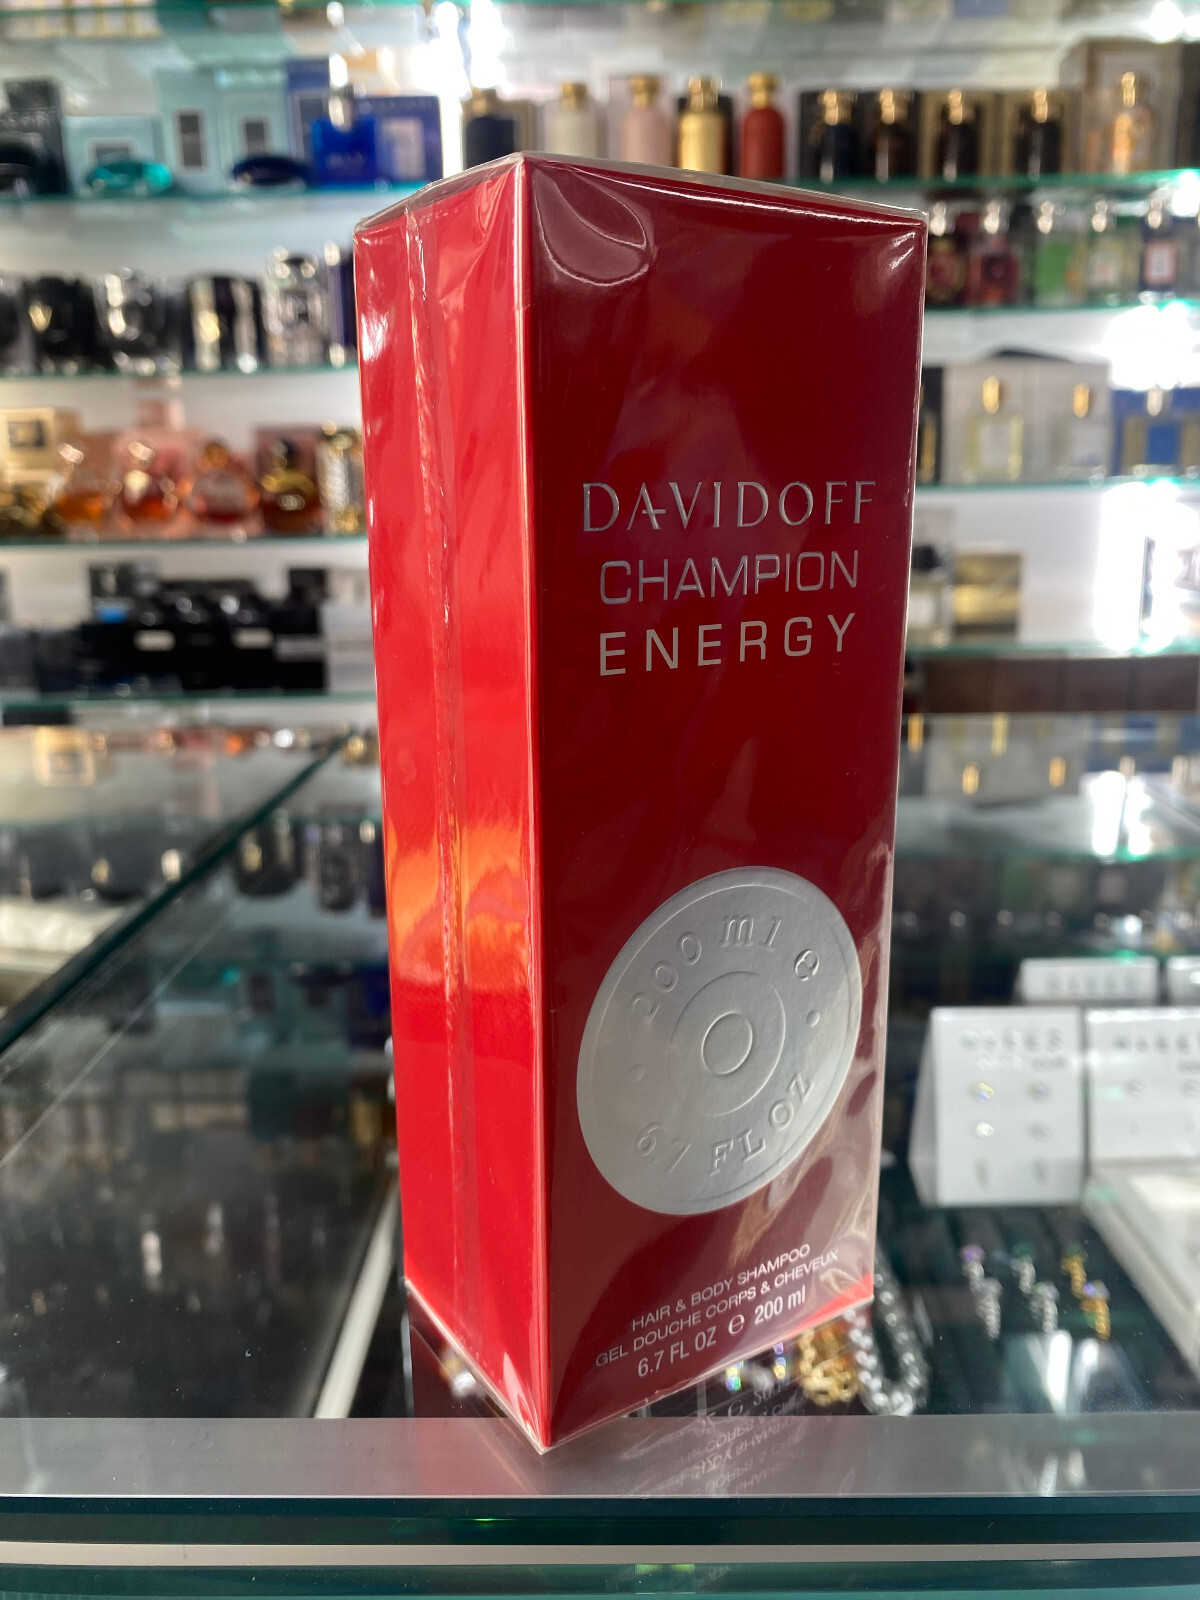 DAVIDOFF
CHAMPION
ENERGY
200 ml e
6.7 FL OZ
HAIR & BODY SHAMPOO
GEL DOUCHE CORPS & CHEVEUX
6.7 FL OZ e 200 ml